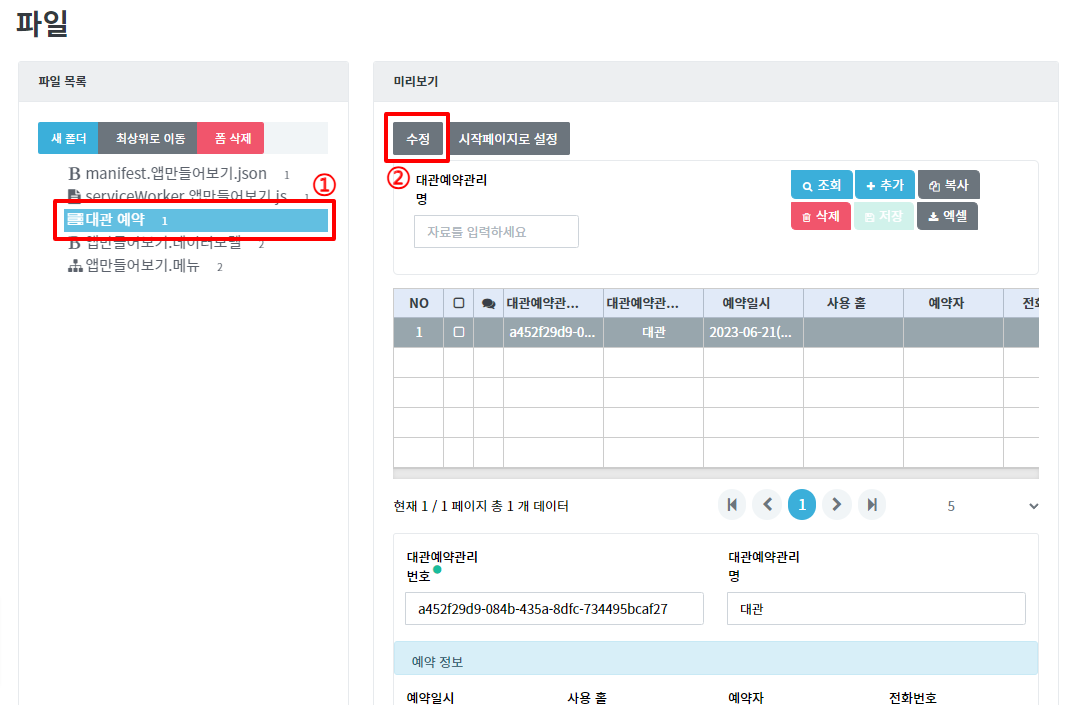 파일
파일 목록
새 폴더 최상위로 이동 폼 삭제
manifest.앱만들어보기.json 1
serviceWorker.앱만들어보기.js 1
①
대관 예약 1
앱만들어보기.데이터모델 2
앱만들어보기.메뉴 2
미리보기
수정 시작페이지로 설정
②
대관예약관리
명
자료를 입력하세요
조회 추가 복사
삭제 저장 엑셀
NO 대관예약관... 대관예약관... 예약일시 사용 홀 예약자
1 a452f29d9-0... 대관 2023-06-21(...
현재 1 / 1 페이지 총 1 개 데이터 1 5
대관예약관리 대관예약관리
번호 명
a452f29d9-084b-435a-8dfc-734495bcaf27 대관
예약 정보
예약일시 사용 홀 예약자 전화번호